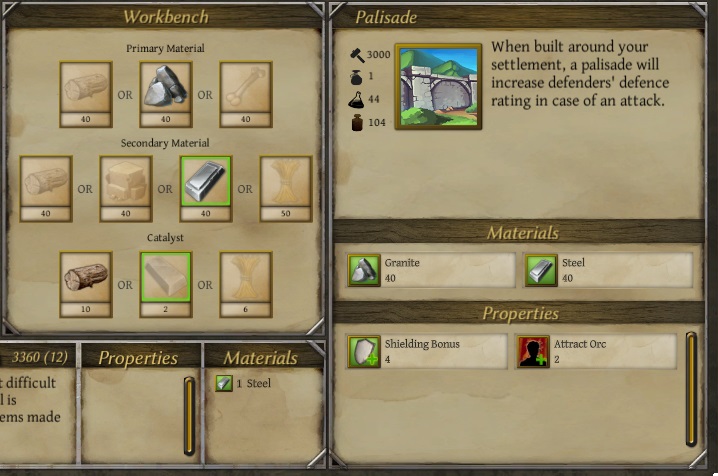 Workbench
Primary Material
OR OR
40 40 40
Secondary Material
OR OR OR
40 40 40 50
Catalyst
OR OR
10 2 6
3360 (12)
t difficult
l is
ems made
Properties
Materials
1 Steel
Palisade
3000
1
44
104
When built around your
settlement, a palisade will
increase defenders' defence
rating in case of an attack.
Materials
Granite
40
Steel
40
Properties
Shielding Bonus
4
Attract Orc
2